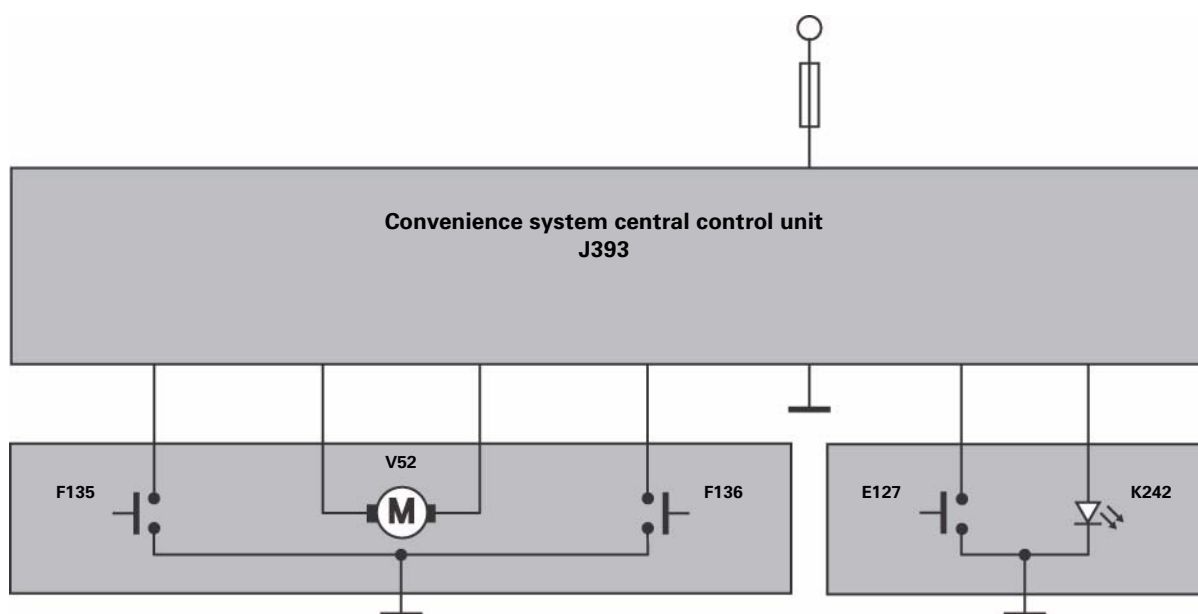 Convenience system central control unit
J393
V52
F135
F136
E127
K242
M